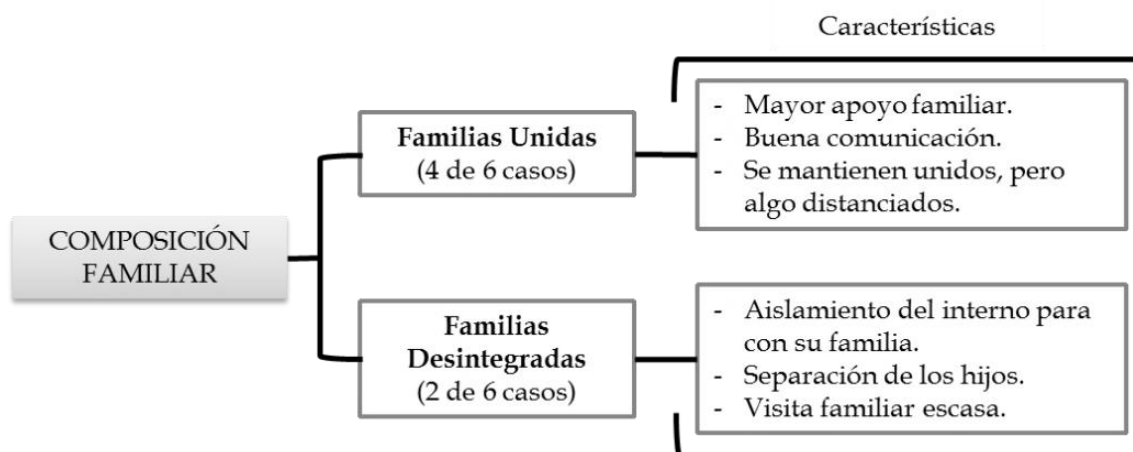 Características
COMPOSICIÓN
FAMILIAR
Familias Unidas
(4 de 6 casos)
- Mayor apoyo familiar.
- Buena comunicación.
- Se mantienen unidos, pero
algo distanciados.
Familias
Desintegradas
(2 de 6 casos)
- Aislamiento del interno para
con su familia.
- Separación de los hijos.
- Visita familiar escasa.